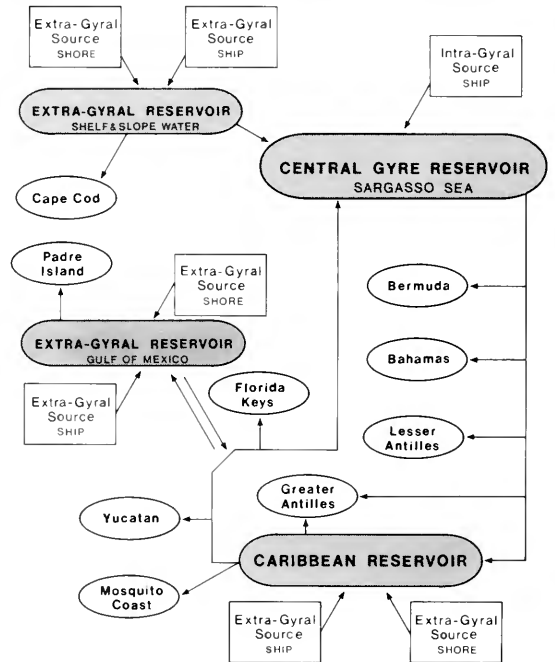 Extra-Gyral
Source
SHORE
Extra-Gyral
Source
SHIP
Intra-Gyral
Source
SHIP
EXTRA-GYRAL RESERVOIR
SHELF & SLOPE WATER
CENTRAL GYRE RESERVOIR
SARGASSO SEA
Cape Cod
Padre
Island
Extra-Gyral
Source
SHORE
Bermuda
EXTRA-GYRAL RESERVOIR
GULF OF MEXICO
Bahamas
Extra-Gyral
Source
SHIP
Florida
Keys
Lesser
Antilles
Greater
Antilles
Yucatan
CARIBBEAN RESERVOIR
Mosquito
Coast
Extra-Gyral
Source
SHIP
Extra-Gyral
Source
SHORE